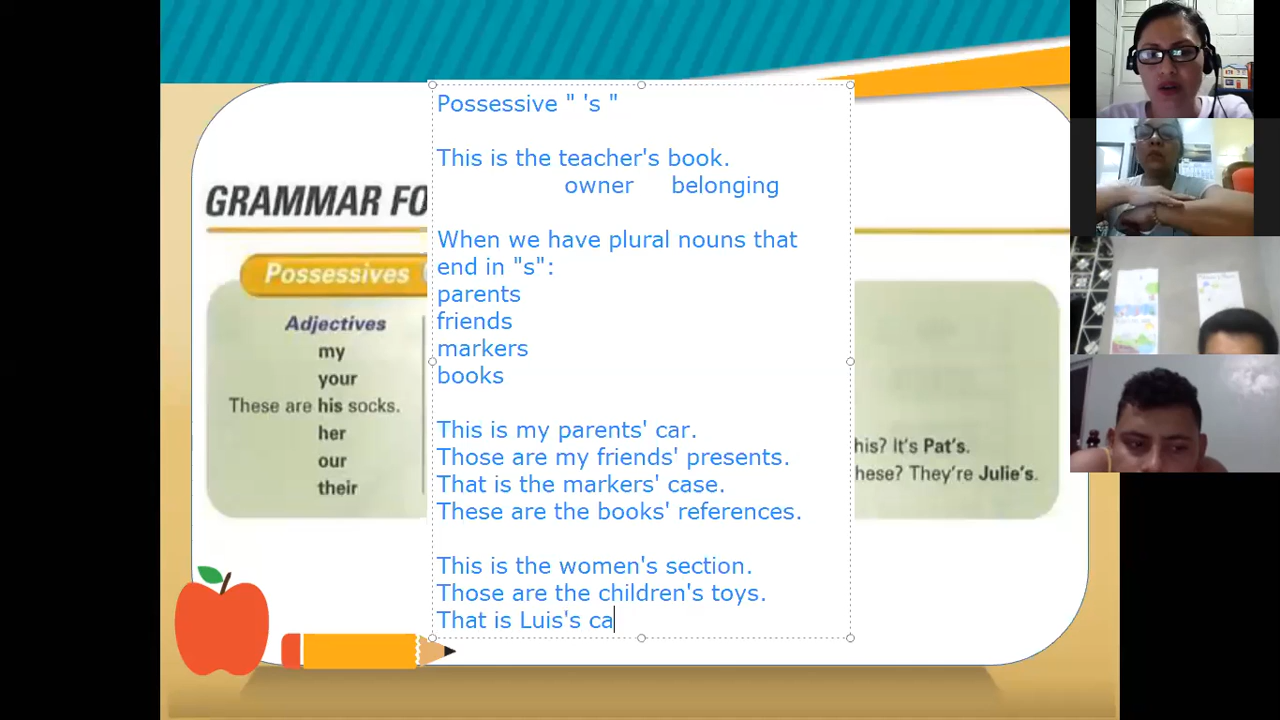 Possessive " 's "
This is the teacher's book.
owner belonging
When we have plural nouns that
end in "s":
parents
friends
markers
books
This is my parents' car.
Those are my friends' presents.
That is the markers' case.
These are the books' references.
This is the women's section.
Those are the children's toys.
That is Luis's ca
GRAMMAR FO
Possessives
Adjectives
my
your
These are his socks.
her
our
their
his? It's Pat's.
hese? They're Julie's.